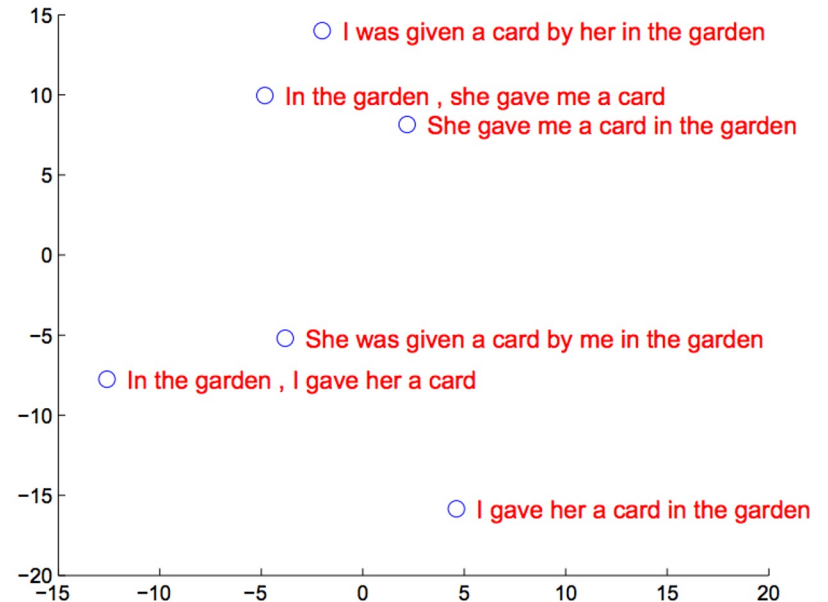 15
I was given a card by her in the garden
10
In the garden , she gave me a card
She gave me a card in the garden
5
0
−5
She was given a card by me in the garden
In the garden , I gave her a card
−10
−15
I gave her a card in the garden
−20
−15 −10 −5 0 5 10 15 20